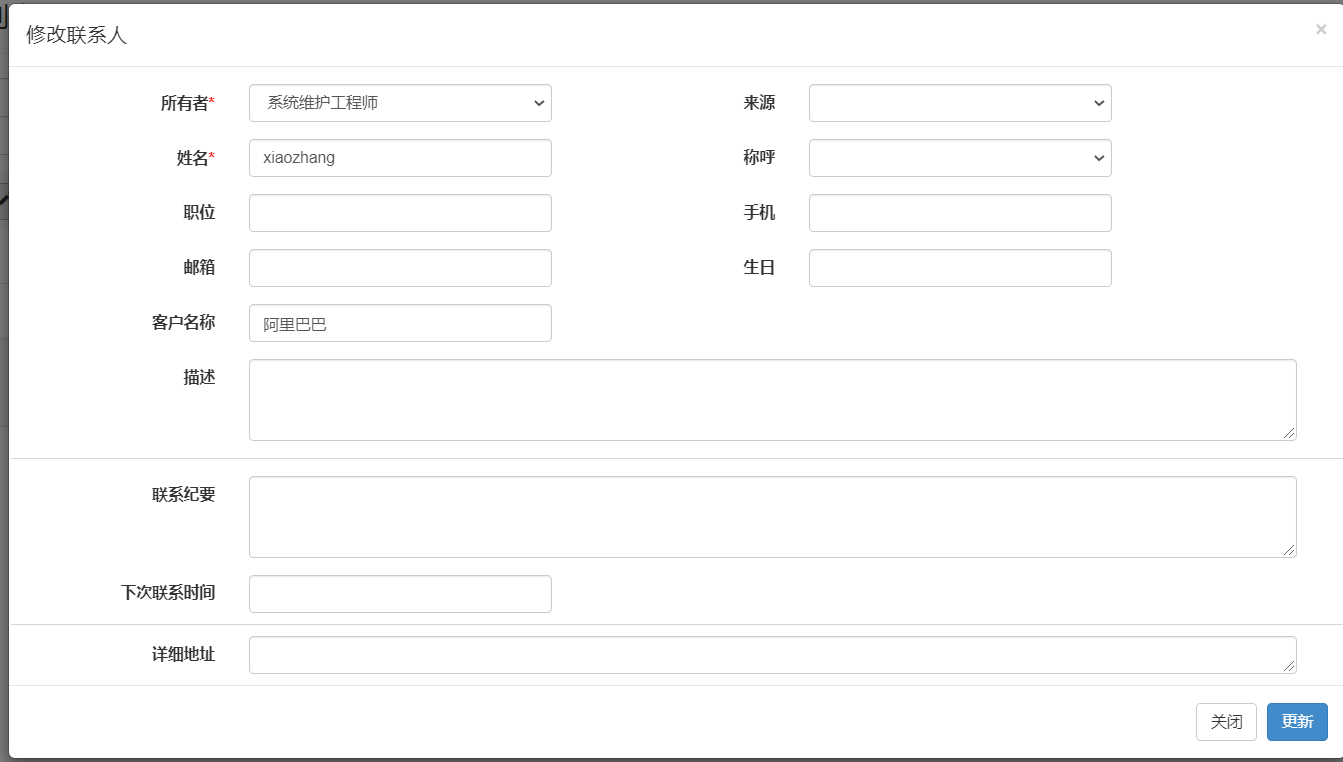 修改联系人 ×
所有者* 系统维护工程师 来源
姓名* xiaozhang 称呼
职位 手机
邮箱 生日
客户名称 阿里巴巴
描述
联系纪要
下次联系时间
详细地址
关闭 更新